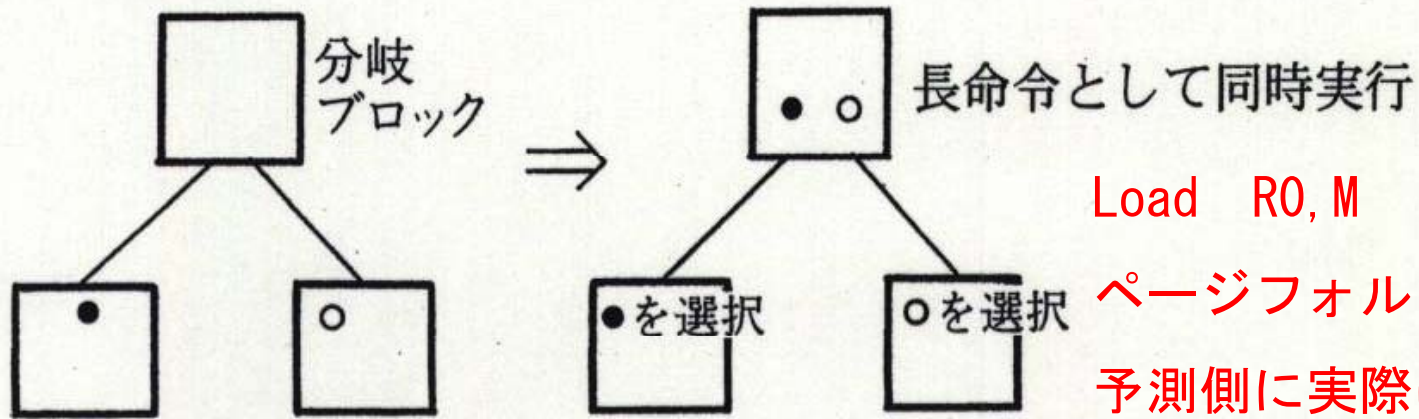 分岐
ブロック
長命令として同時実行
Load R0,M
ページフォル
予測側に実際
●を選択
○を選択